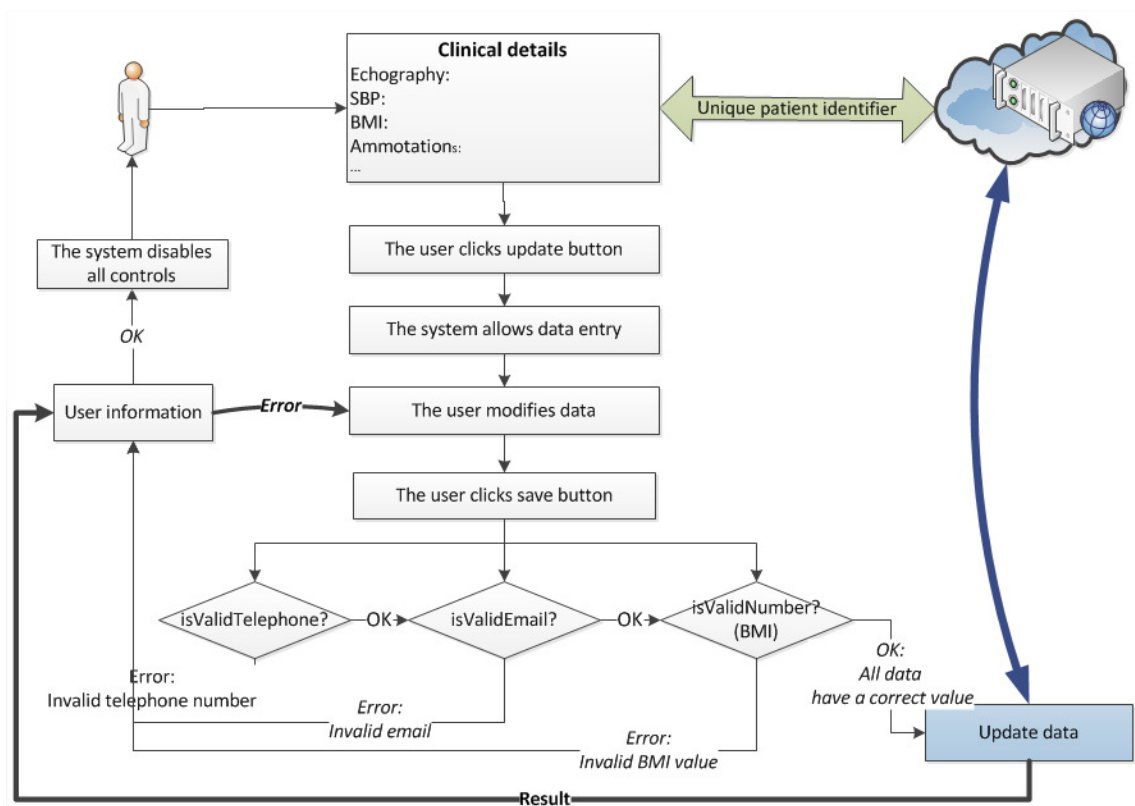 Clinical details
Echography:
SBP:
BMI:
Ammotations:
...
Unique patient identifier
The user clicks update button
The system disables
all controls
The system allows data entry
OK
User information
Error
The user modifies data
The user clicks save button
isValidTelephone?
OK
isValidEmail?
OK
isValidNumber?
(BMI)
OK:
All data
have a correct value
Error:
Invalid telephone number
Error:
Invalid email
Error:
Invalid BMI value
Update data
Result